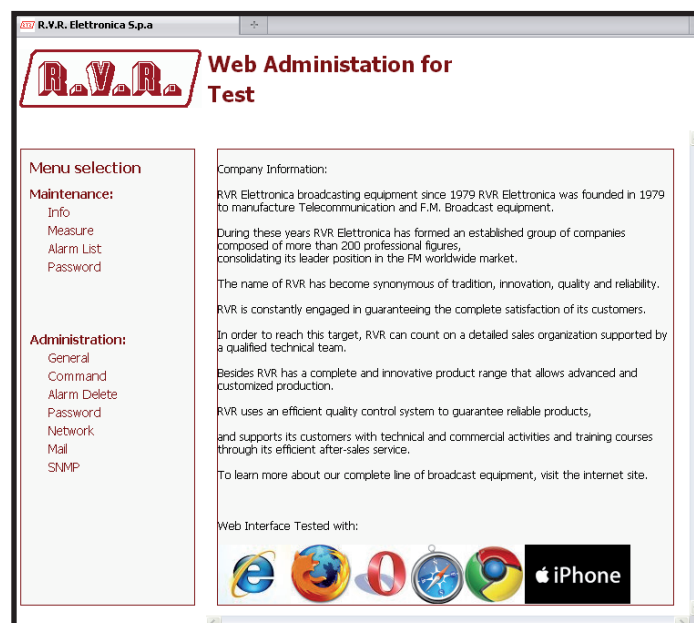 R.V.R. Elettronica S.p.a
R.V.R.
Web Administation for
Test
Menu selection
Maintenance:
Info
Measure
Alarm List
Password
Administration:
General
Command
Alarm Delete
Password
Network
Mail
SNMP
Company Information:
RVR Elettronica broadcasting equipment since 1979 RVR Elettronica was founded in 1979
to manufacture Telecommunication and F.M. Broadcast equipment.
During these years RVR Elettronica has formed an established group of companies
composed of more than 200 professional figures,
consolidating its leader position in the FM worldwide market.
The name of RVR has become synonymous of tradition, innovation, quality and reliability.
RVR is constantly engaged in guaranteeing the complete satisfaction of its customers.
In order to reach this target, RVR can count on a detailed sales organization supported by
a qualified technical team.
Besides RVR has a complete and innovative product range that allows advanced and
customized production.
RVR uses an efficient quality control system to guarantee reliable products,
and supports its customers with technical and commercial activities and training courses
through its efficient after-sales service.
To learn more about our complete line of broadcast equipment, visit the internet site.
Web Interface Tested with:
iPhone